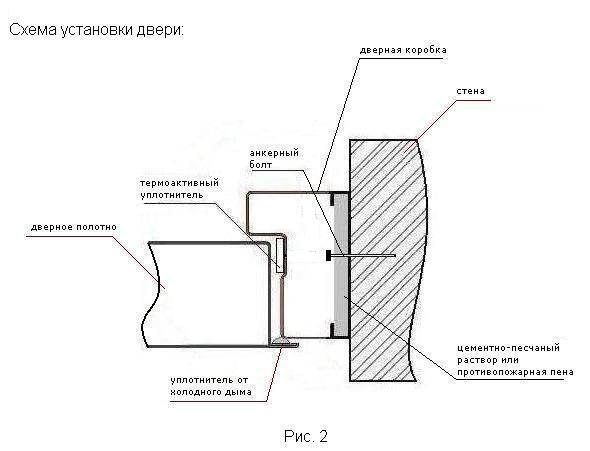 Схема установки двери:
дверная коробка
стена
анкерный
болт
термоактивный
уплотнитель
дверное полотно
цементно-песчаный
раствор или
противопожарная пена
уплотнитель от
холодного дыма
Рис. 2